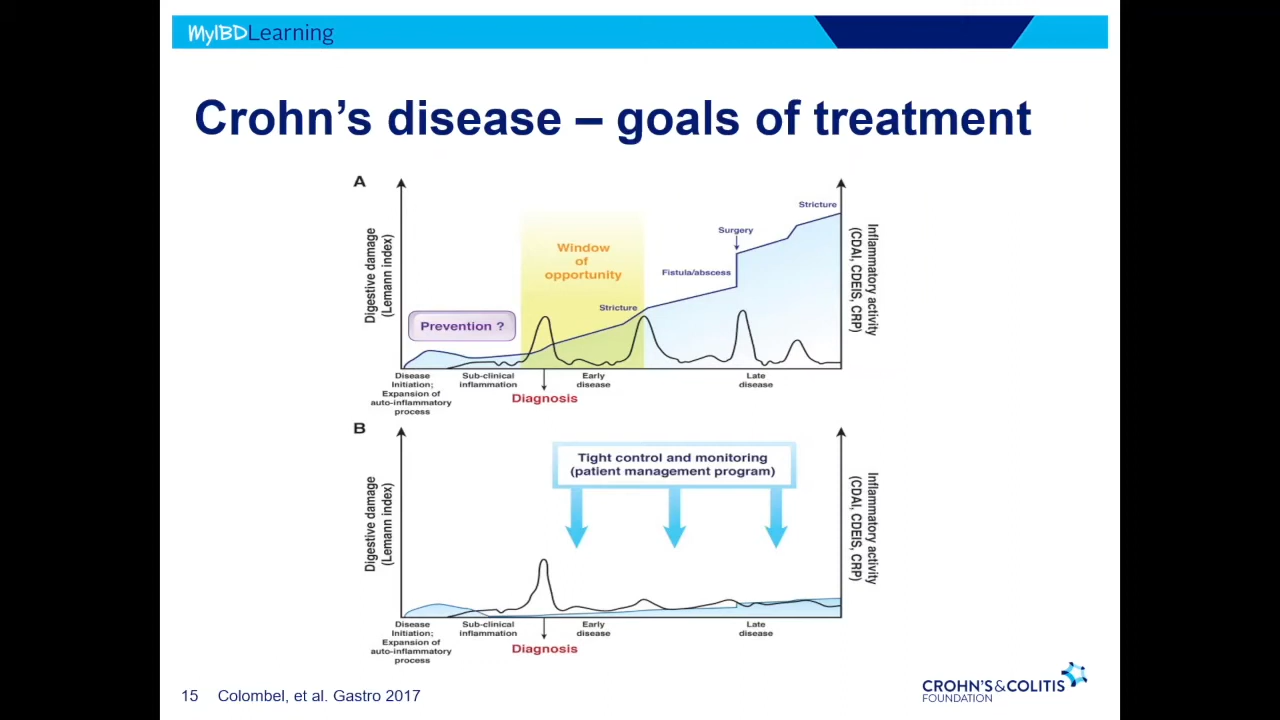 MyIBDLearning
Crohn's disease – goals of treatment
A
Digestive damage
(Lemann index)
Inflammatory activity
(CDAI, CDEIS, CRP)
Prevention ?
Window
of
opportunity
Stricture
Fistula/abscess
Surgery
Stricture
Disease
Initiation;
Expansion of
auto-inflammatory
process
Sub-clinical
inflammation
Diagnosis
Early
disease
Late
disease
B
Digestive damage
(Lemann index)
Inflammatory activity
(CDAI, CDEIS, CRP)
Tight control and monitoring
(patient management program)
Disease
Initiation;
Expansion of
auto-inflammatory
process
Sub-clinical
inflammation
Diagnosis
Early
disease
Late
disease
15 Colombel, et al. Gastro 2017
CROHN'S&COLITIS
FOUNDATION